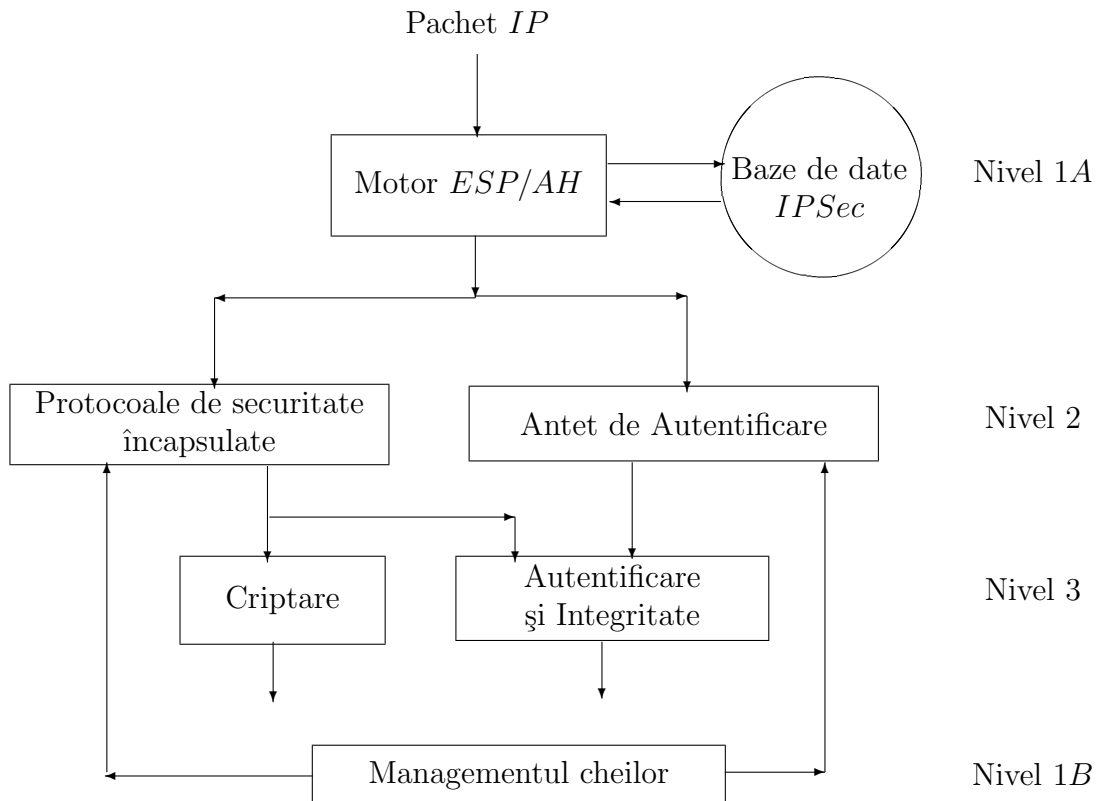 Pachet IP
Motor ESP/AH
Baze de date
IPSec
Nivel 1A
Protocoale de securitate
încapsulate
Antet de Autentificare
Nivel 2
Criptare
Autentificare
şi Integritate
Nivel 3
Managementul cheilor
Nivel 1B